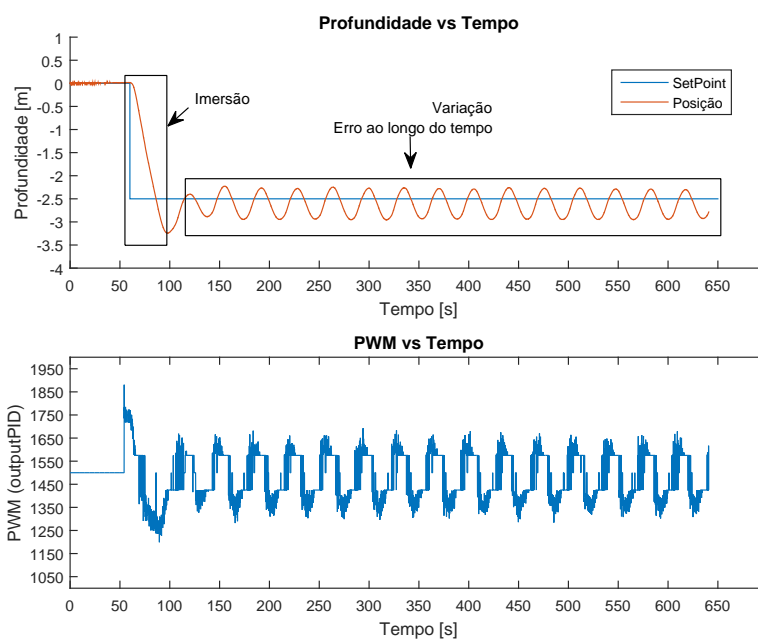 Profundidade vs Tempo
1
0.5
0
-0.5
-1
-1.5
-2
-2.5
-3
-3.5
-4
Profundidade [m]
Imersão
Variação
Erro ao longo do tempo
SetPoint
Posição
0 50 100 150 200 250 300 350 400 450 500 550 600 650
Tempo [s]
PWM vs Tempo
1950
1850
1750
1650
1550
1450
1350
1250
1150
1050
PWM (outputPID)
0 50 100 150 200 250 300 350 400 450 500 550 600 650
Tempo [s]